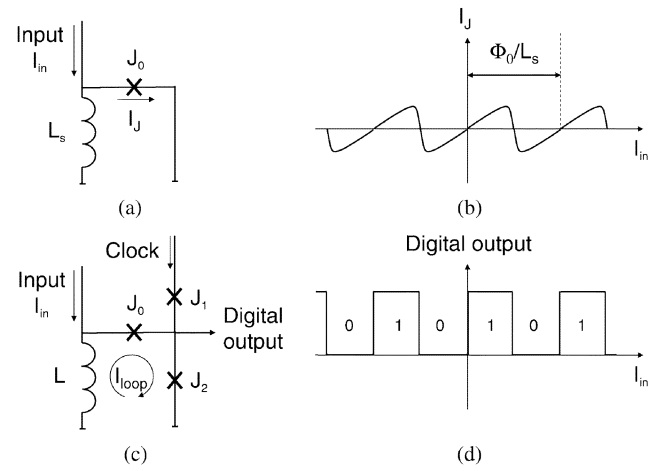 Input
I_in
J_0
I_J
L_s
(a)
I_J
Φ_0/L_s
I_in
(b)
Clock
Input
I_in
J_0
J_1
Digital
output
L
I_loop
J_2
(c)
Digital output
0 1 0 1 0 1
I_in
(d)